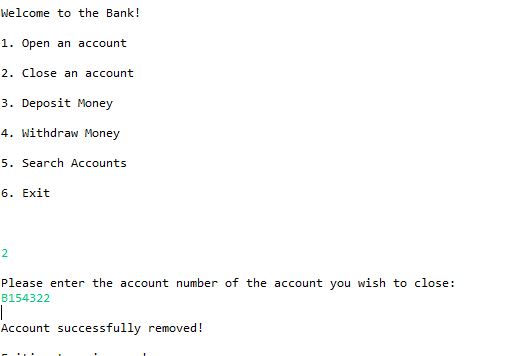 Welcome to the Bank!
1. Open an account
2. Close an account
3. Deposit Money
4. Withdraw Money
5. Search Accounts
6. Exit
2
Please enter the account number of the account you wish to close:
B154322
Account successfully removed!